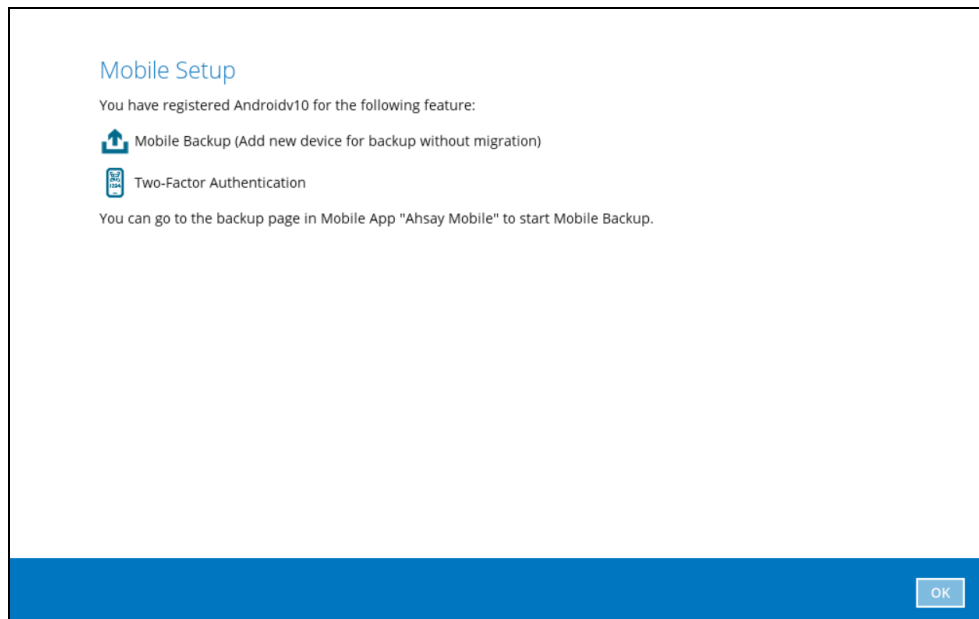 Mobile Setup
You have registered Androidv10 for the following feature:
Mobile Backup (Add new device for backup without migration)
Two-Factor Authentication
You can go to the backup page in Mobile App "Ahsay Mobile" to start Mobile Backup.
OK